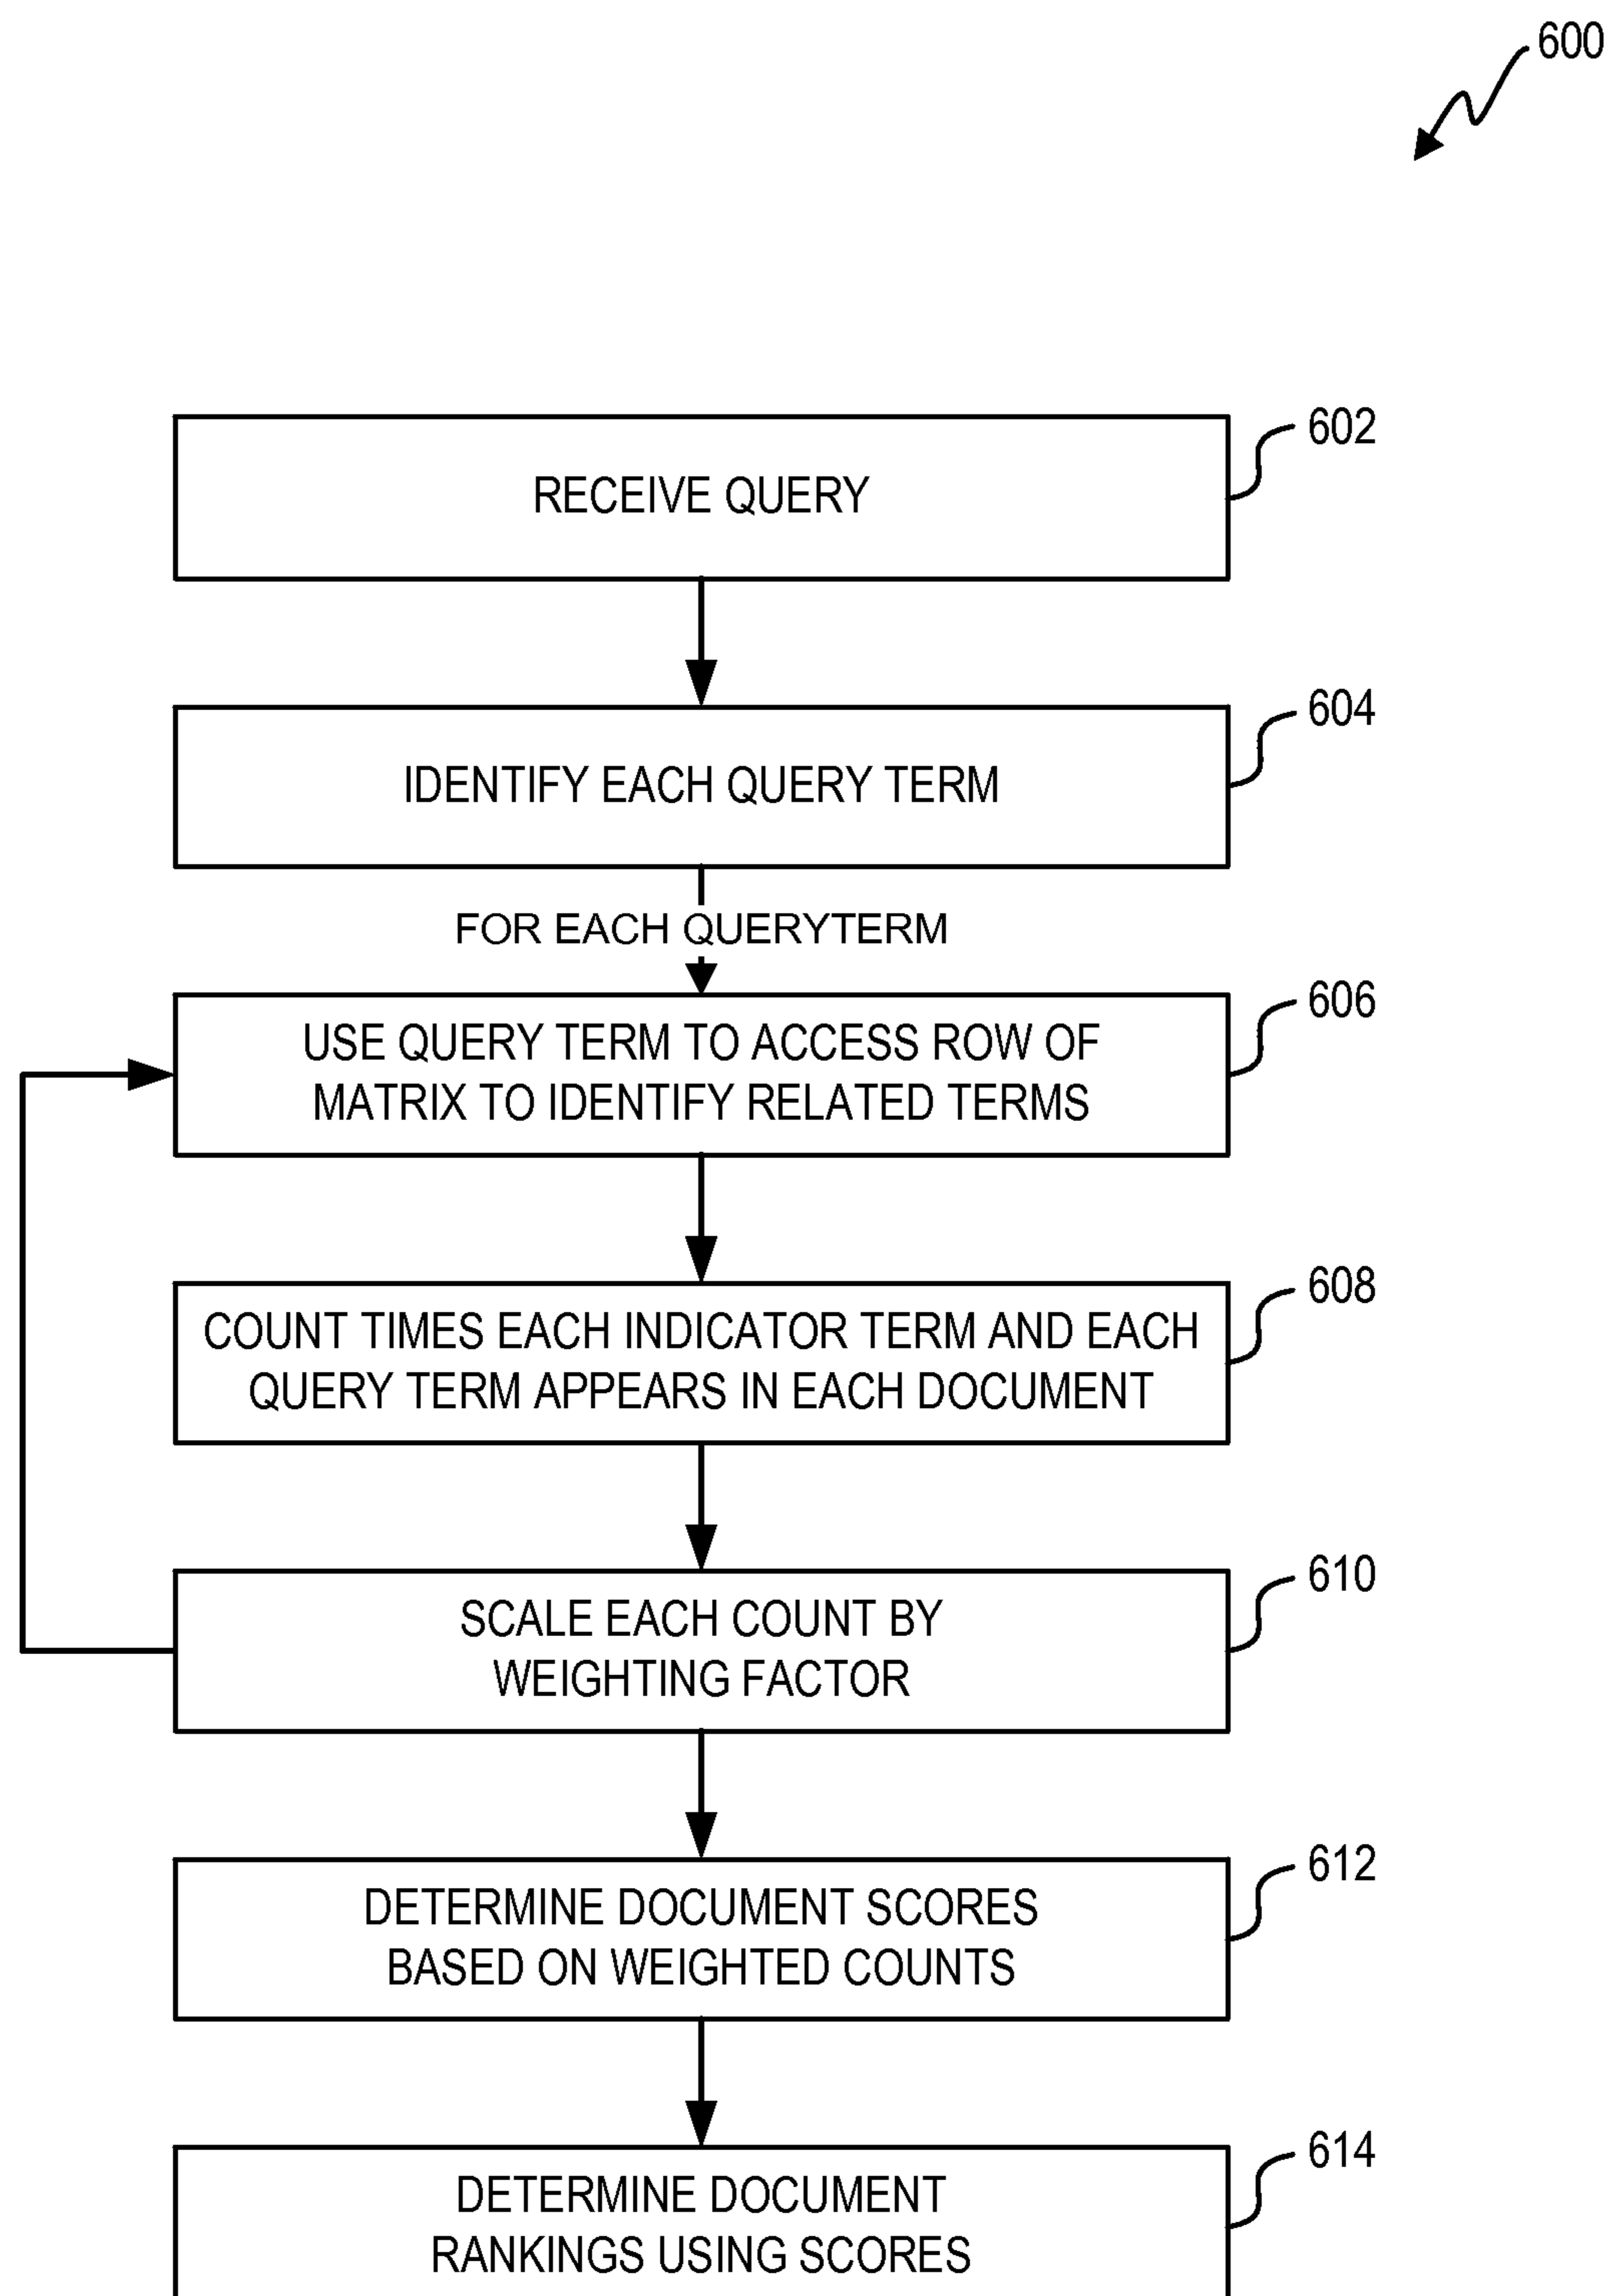 600
RECEIVE QUERY
602
IDENTIFY EACH QUERY TERM
604
FOR EACH QUERYTERM
USE QUERY TERM TO ACCESS ROW OF
MATRIX TO IDENTIFY RELATED TERMS
606
COUNT TIMES EACH INDICATOR TERM AND EACH
QUERY TERM APPEARS IN EACH DOCUMENT
608
SCALE EACH COUNT BY
WEIGHTING FACTOR
610
DETERMINE DOCUMENT SCORES
BASED ON WEIGHTED COUNTS
612
DETERMINE DOCUMENT
RANKINGS USING SCORES
614